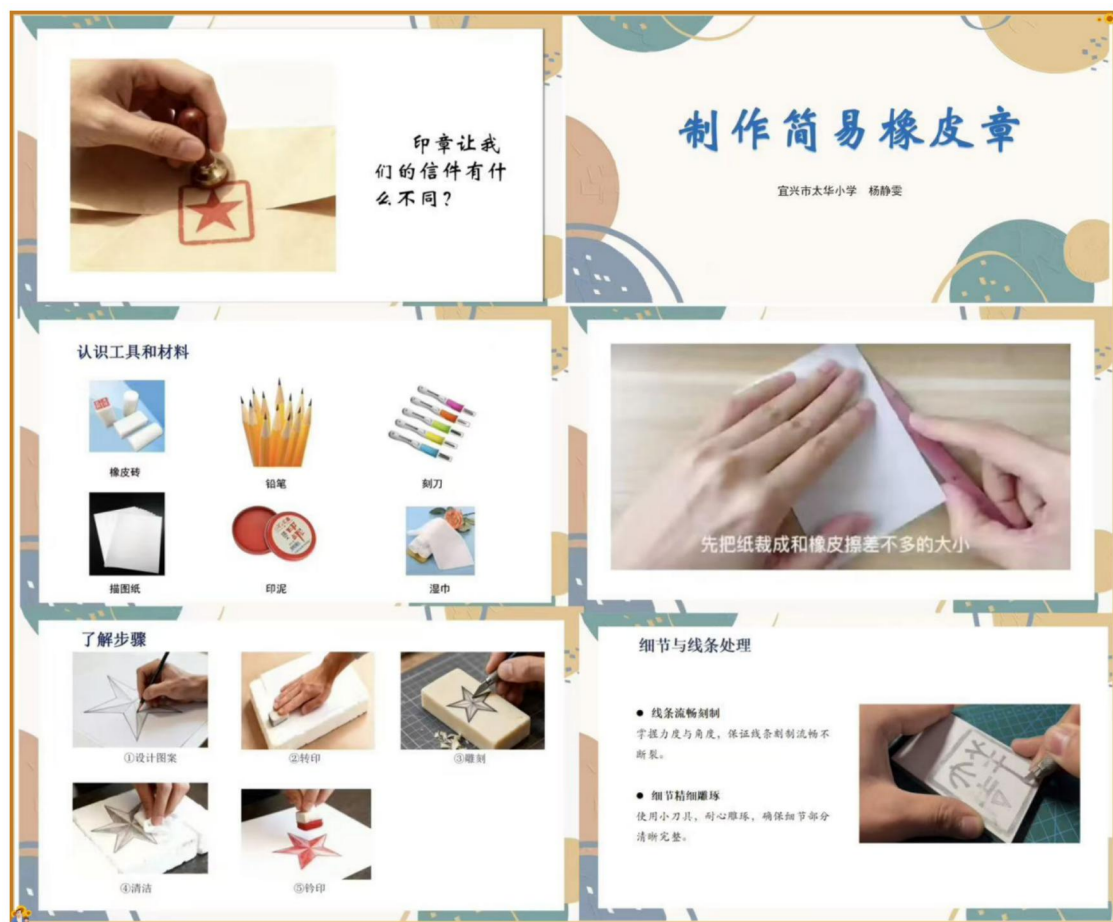 印章让我
们的信件有什
么不同？
制作简易橡皮章
宜兴市太华小学 杨静雯
认识工具和材料
橡皮砖
铅笔
刻刀
描图纸
印泥
湿巾
先把纸裁成和橡皮擦差不多的大小
了解步骤
①设计图案
②转印
③雕刻
④清洁
⑤钤印
细节与线条处理
● 线条流畅刻制
掌握力度与角度，保证线条刻制流畅不
断裂。
● 细节精细雕琢
使用小刀具，耐心雕琢，确保细节部分
清晰完整。